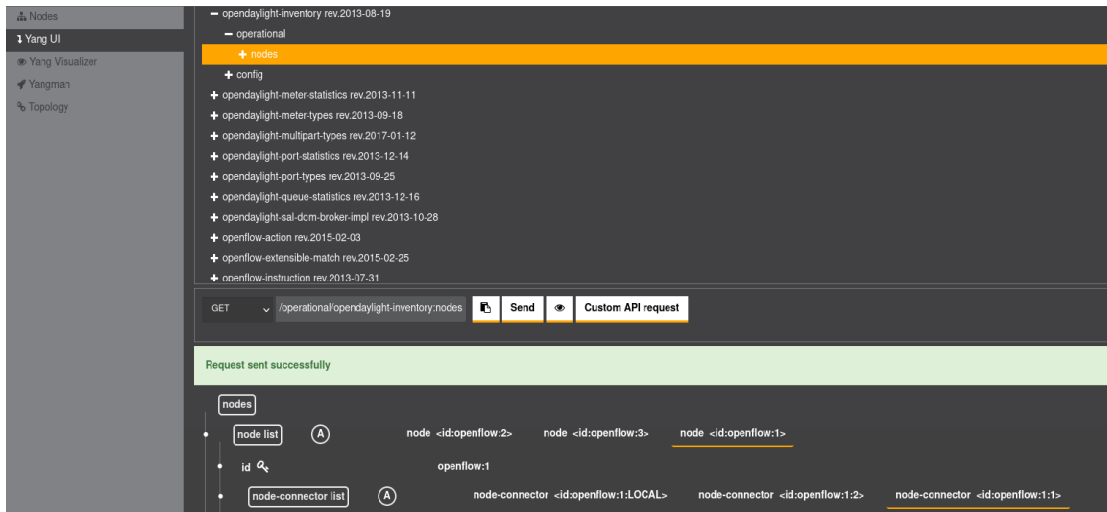 Nodes
Yang UI
Yang Visualizer
Yangman
Topology
opendaylight-inventory rev.2013-08-19
operational
nodes
config
opendaylight-meter-statistics rev.2013-11-11
opendaylight-meter-types rev.2013-09-18
opendaylight-multipart-types rev.2017-01-12
opendaylight-port-statistics rev.2013-12-14
opendaylight-port-types rev.2013-09-25
opendaylight-queue-statistics rev.2013-12-16
opendaylight-sal-dom-broker-impl rev.2013-10-28
openflow-action rev.2015-02-03
openflow-extensible-match rev.2015-02-25
openflow-instruction rev.2013-07-31
GET /operational/opendaylight-inventory:nodes Send Custom API request
Request sent successfully
nodes
node list A node <id:openflow:2> node <id:openflow:3> node <id:openflow:1>
id openflow:1
node-connector list A node-connector <id:openflow:1:LOCAL> node-connector <id:openflow:1:2> node-connector <id:openflow:1:1>